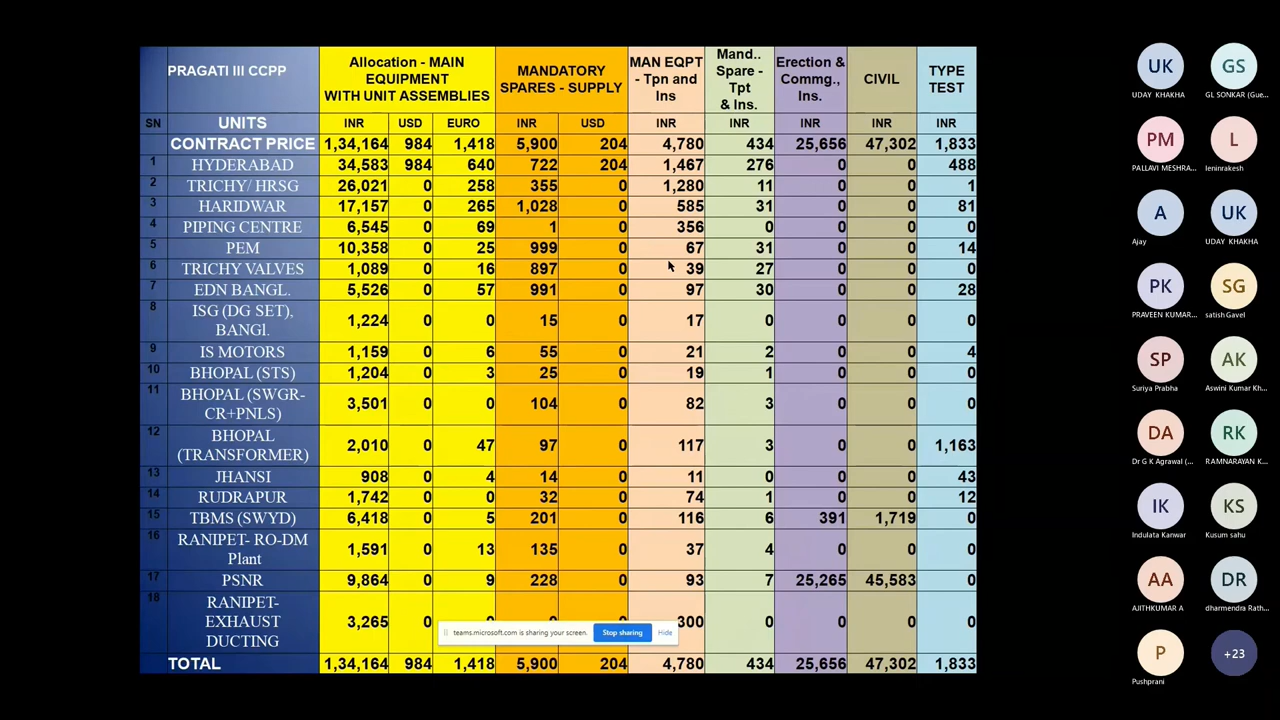 PRAGATI III CCPP
Allocation - MAIN
EQUIPMENT
WITH UNIT ASSEMBLIES
MANDATORY
SPARES - SUPPLY
MAN EQPT
- Tpn and
Ins
Mand..
Spare -
Tpt
& Ins.
Erection &
Commg.,
Ins.
CIVIL
TYPE
TEST
SN UNITS INR USD EURO INR USD INR INR INR INR INR
CONTRACT PRICE 1,34,164 984 1,418 5,900 204 4,780 434 25,656 47,302 1,833
1 HYDERABAD 34,583 984 640 722 204 1,467 276 0 0 488
2 TRICHY/ HRSG 26,021 0 258 355 0 1,280 11 0 0 1
3 HARIDWAR 17,157 0 265 1,028 0 585 31 0 0 81
4 PIPING CENTRE 6,545 0 69 1 0 356 0 0 0 0
5 PEM 10,358 0 25 999 0 67 31 0 0 14
6 TRICHY VALVES 1,089 0 16 897 0 39 27 0 0 0
7 EDN BANGL. 5,526 0 57 991 0 97 30 0 0 28
8 ISG (DG SET),
BANGl. 1,224 0 0 15 0 17 0 0 0 0
9 IS MOTORS 1,159 0 6 55 0 21 2 0 0 4
10 BHOPAL (STS) 1,204 0 3 25 0 19 1 0 0 0
11 BHOPAL (SWGR-
CR+PNLS) 3,501 0 0 104 0 82 3 0 0 0
12 BHOPAL
(TRANSFORMER) 2,010 0 47 97 0 117 3 0 0 1,163
13 JHANSI 908 0 4 14 0 11 0 0 0 43
14 RUDRAPUR 1,742 0 0 32 0 74 1 0 0 12
15 TBMS (SWYD) 6,418 0 5 201 0 116 6 391 1,719 0
16 RANIPET- RO-DM
Plant 1,591 0 13 135 0 37 4 0 0 0
17 PSNR 9,864 0 9 228 0 93 7 25,265 45,583 0
18 RANIPET-
EXHAUST
DUCTING 3,265 0 300 0 0 0 0
teams.microsoft.com is sharing your screen. Stop sharing Hide
TOTAL 1,34,164 984 1,418 5,900 204 4,780 434 25,656 47,302 1,833
UK GS
UDAY KHAKHA GL SONKAR (Gue...
PM L
PALLAVI MESHRA... leninrakesh
A UK
Ajay UDAY KHAKHA
PK SG
PRAVEEN KUMAR... satish Gavel
SP AK
Suriya Prabha Aswini Kumar Kh...
DA RK
Dr G K Agrawal (... RAMNARAYAN K...
IK KS
Indulata Kanwar Kusum sahu
AA DR
AJITHKUMAR A dharmendra Rath...
P +23
Pushprani